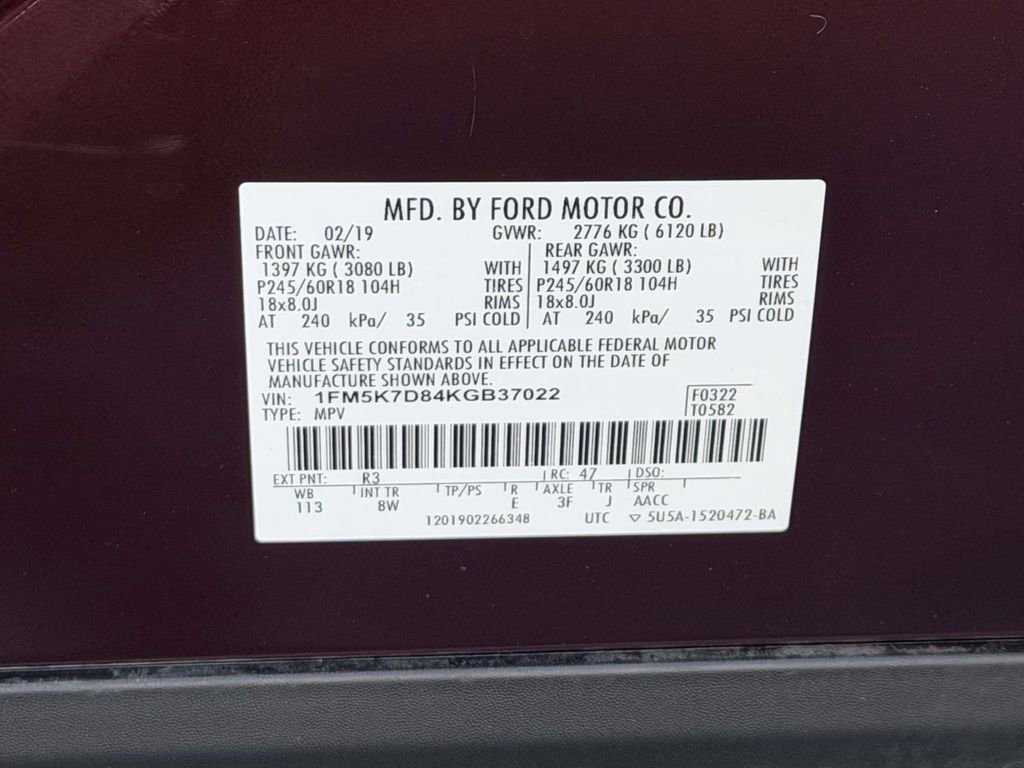 MFD. BY FORD MOTOR CO.
DATE: 02/19 GVWR: 2776 KG ( 6120 LB)
FRONT GAWR: REAR GAWR:
1397 KG ( 3080 LB) WITH 1497 KG ( 3300 LB) WITH
P245/60R18 104H TIRES P245/60R18 104H TIRES
18x8.0J RIMS 18x8.0J RIMS
AT 240 kPa/ 35 PSI COLD AT 240 kPa/ 35 PSI COLD
THIS VEHICLE CONFORMS TO ALL APPLICABLE FEDERAL MOTOR
VEHICLE SAFETY STANDARDS IN EFFECT ON THE DATE OF
MANUFACTURE SHOWN ABOVE.
VIN: 1FM5K7D84KGB37022 F0322
TYPE: MPV T0582
EXT PNT: R3 RC: 47 DSO:
WB INT TR TP/PS R AXLE TR SPR
113 8W E 3F J AACC
1201902266348 UTC ▽ 5U5A-1520472-BA